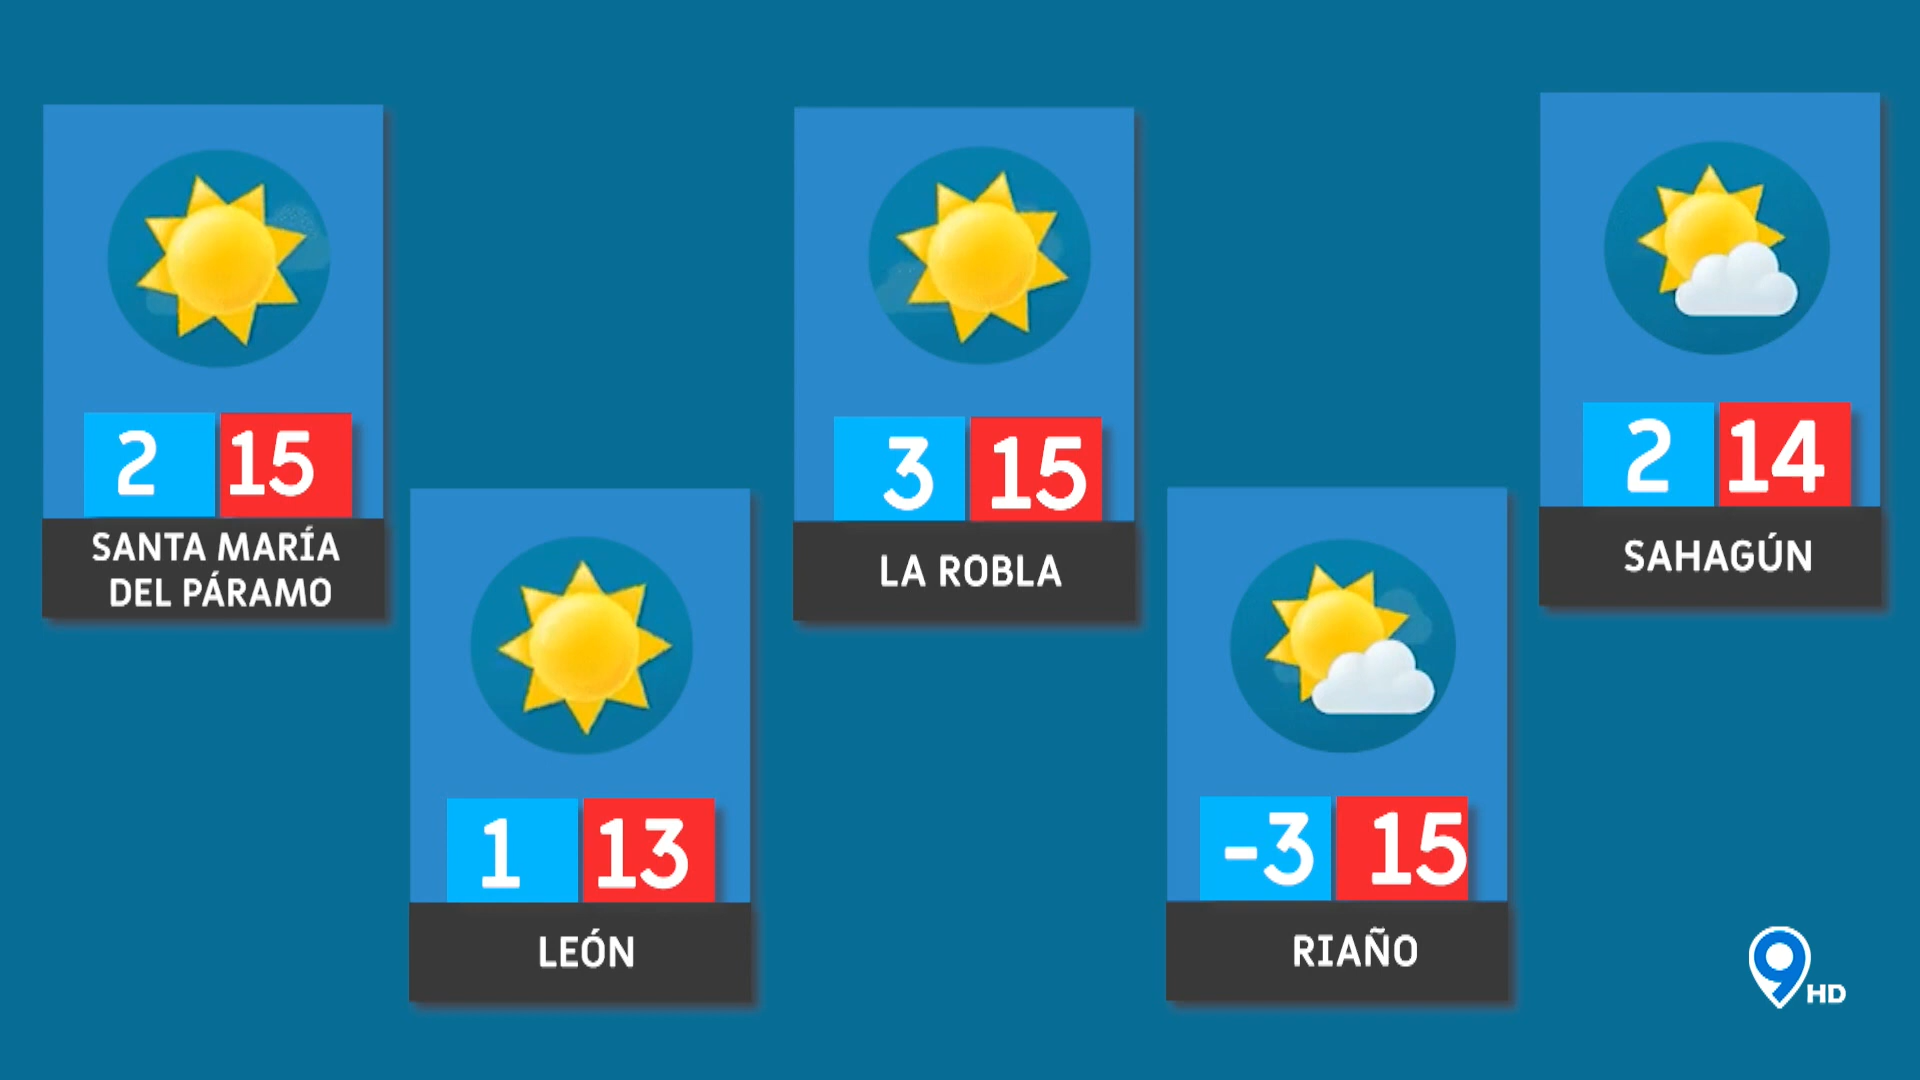 2 15
SANTA MARÍA
DEL PÁRAMO
1 13
LEÓN
3 15
LA ROBLA
-3 15
RIAÑO
2 14
SAHAGÚN
9 HD